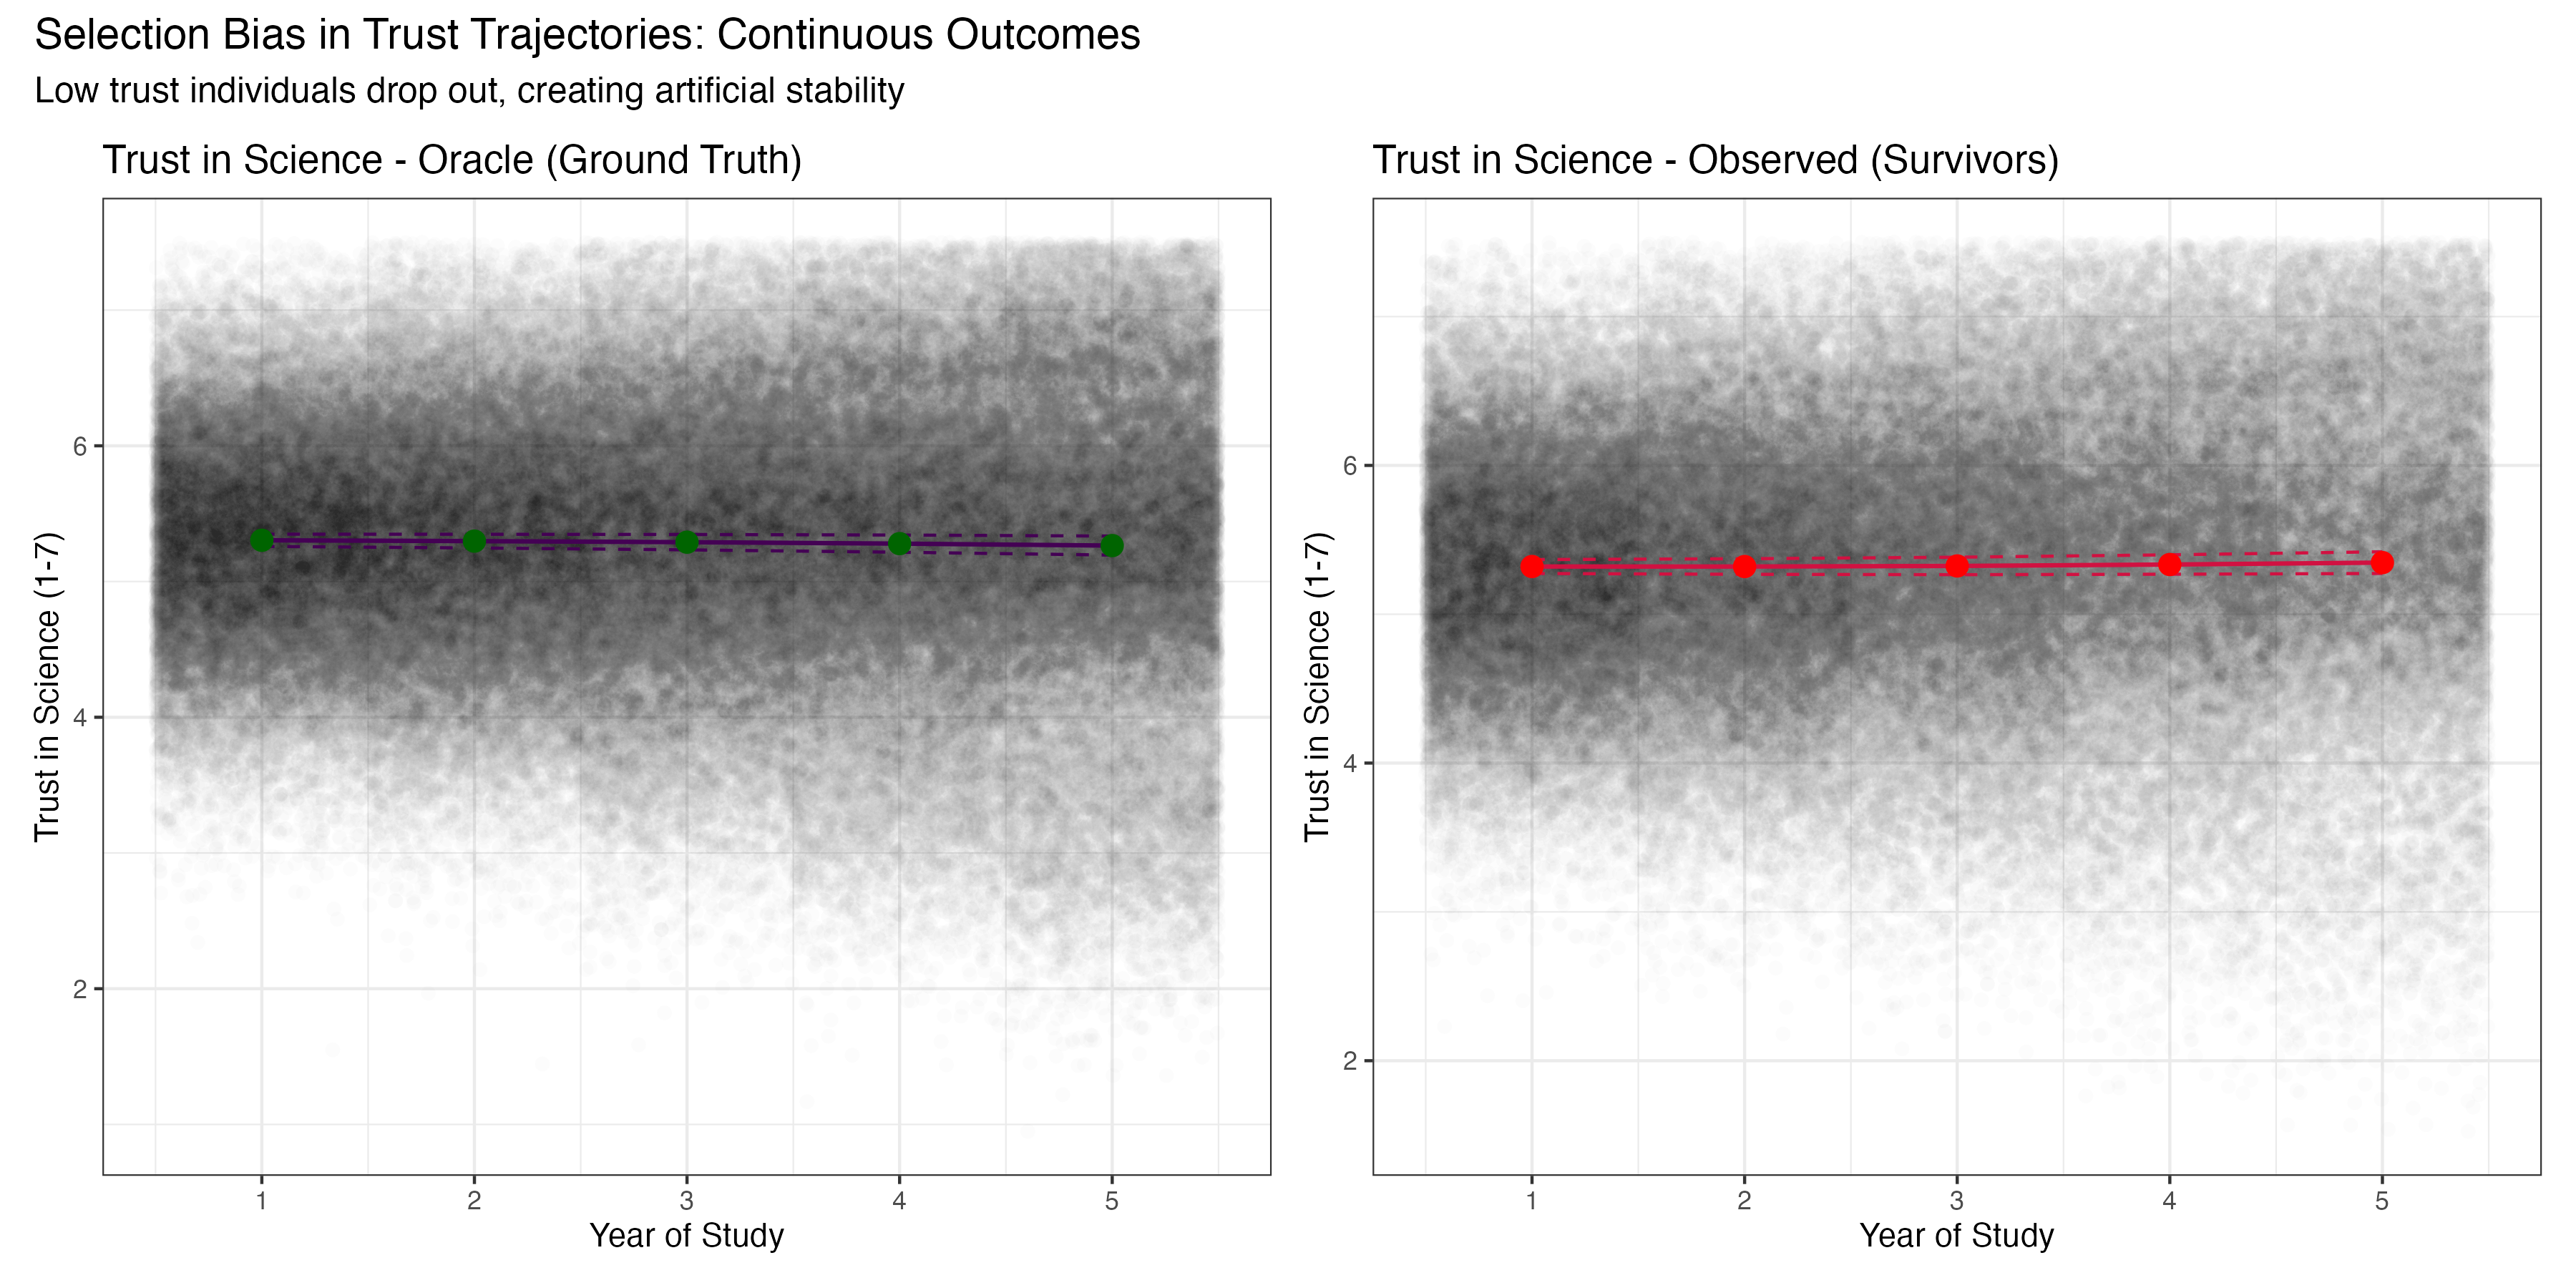 Selection Bias in Trust Trajectories: Continuous Outcomes
Low trust individuals drop out, creating artificial stability
Trust in Science - Oracle (Ground Truth)
Trust in Science (1-7)
6
4
2
1 2 3 4 5
Year of Study
Trust in Science - Observed (Survivors)
Trust in Science (1-7)
6
4
2
1 2 3 4 5
Year of Study